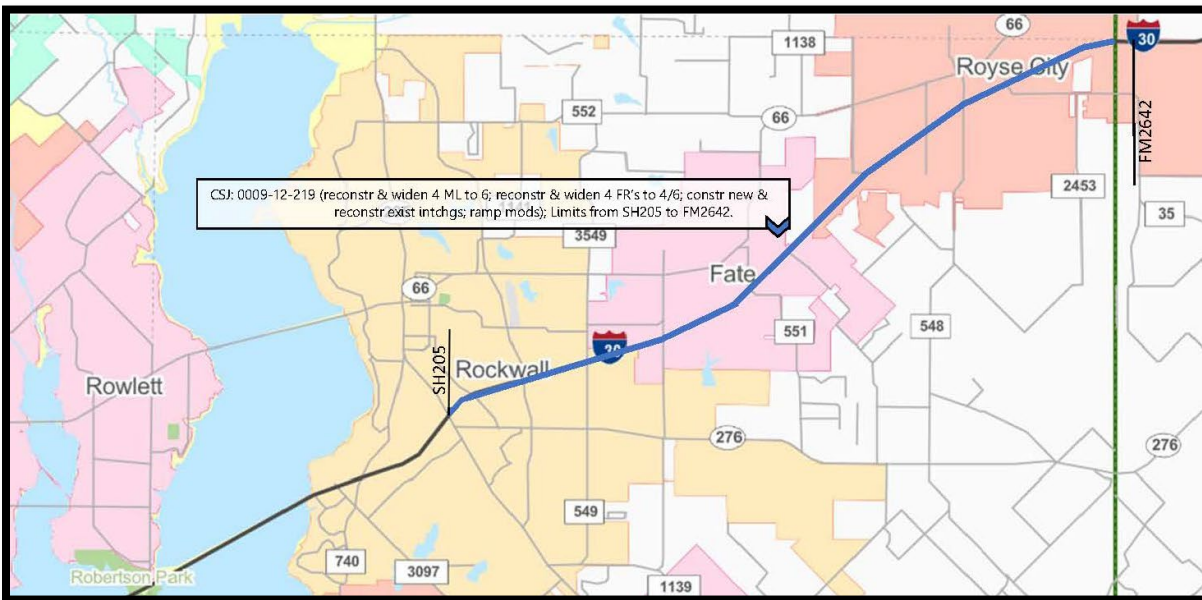 66
30
1138
Royse City
552
66
FM2642
2453
CSJ: 0009-12-219 (reconstr & widen 4 ML to 6; reconstr & widen 4 FR's to 4/6; constr new &
reconstr exist intchgs; ramp mods); Limits from SH205 to FM2642.
35
3549
Fate
66
551
548
SH205
30
Rockwall
Rowlett
276
276
549
740
3097
Robertson Park
1139